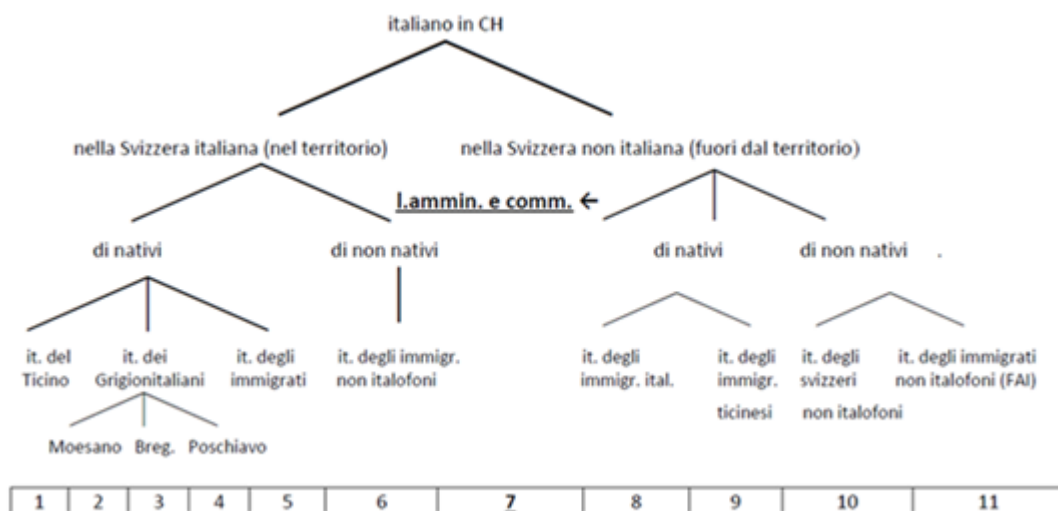 italiano in CH
nella Svizzera italiana (nel territorio)
nella Svizzera non italiana (fuori dal territorio)
l.ammin. e comm. ←
di nativi
di non nativi
di nativi
di non nativi .
it. del
Ticino
it. dei
Grigionitaliani
it. degli
immigrati
it. degli immigr.
non italofoni
it. degli
immigr. ital.
it. degli
immigr.
ticinesi
it. degli
svizzeri
non italofoni
it. degli immigrati
non italofoni (FAI)
Moesano Breg. Poschiavo
1 2 3 4 5 6 7 8 9 10 11